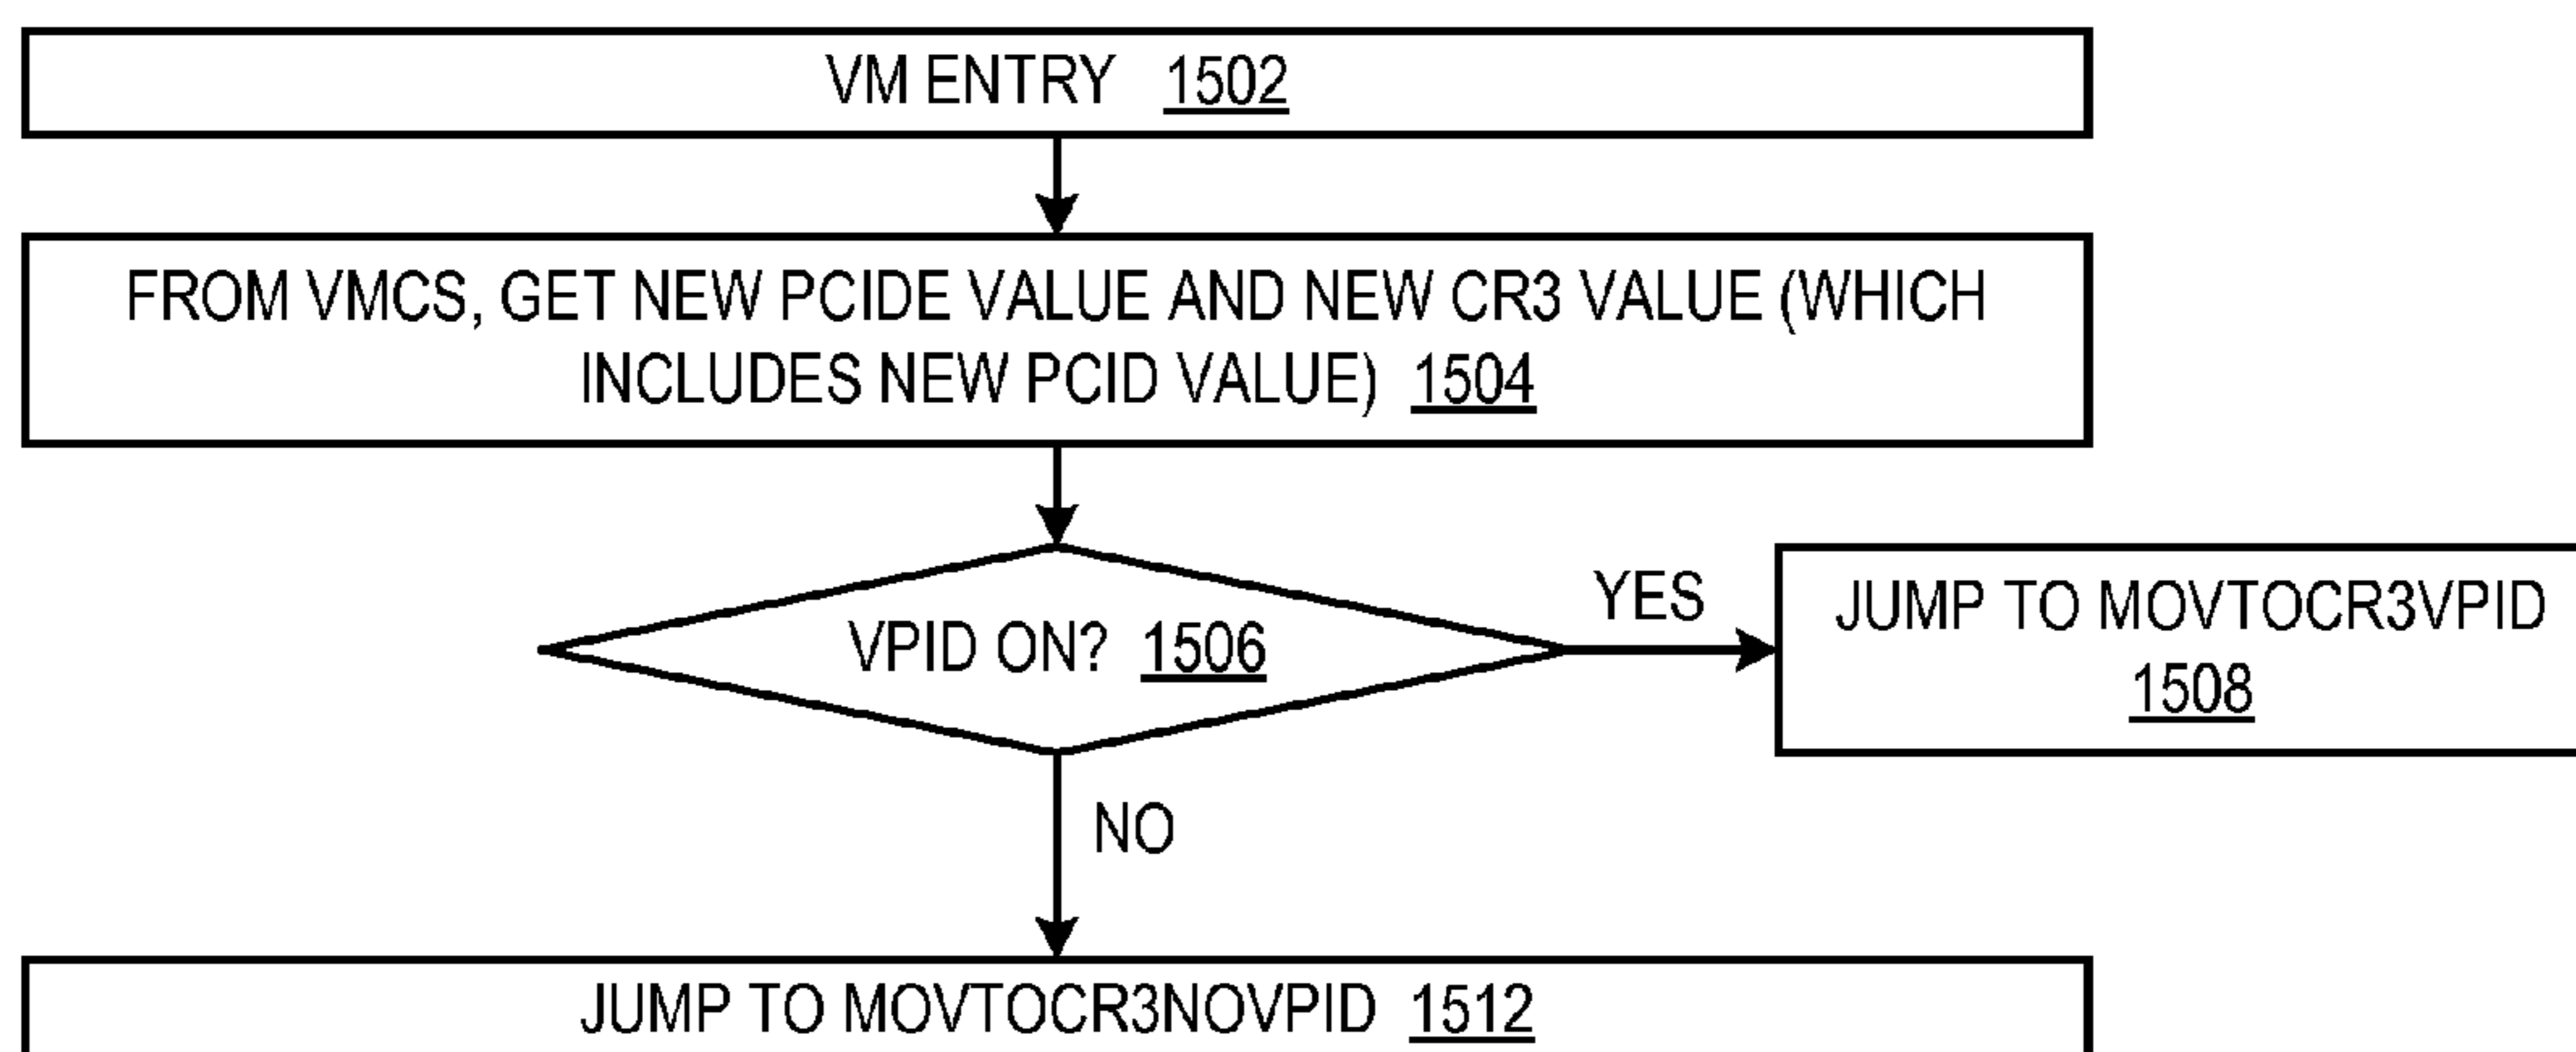 VM ENTRY 1502
FROM VMCS, GET NEW PCIDE VALUE AND NEW CR3 VALUE (WHICH
INCLUDES NEW PCID VALUE) 1504
VPID ON? 1506
YES
JUMP TO MOVTOCR3VPID
1508
NO
JUMP TO MOVTOCR3NOVPID 1512